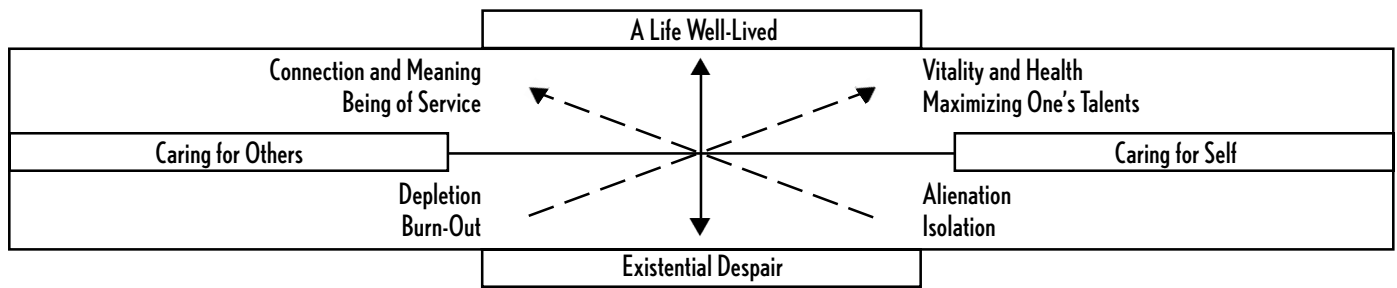 A Life Well-Lived
Connection and Meaning
Being of Service
Vitality and Health
Maximizing One's Talents
Caring for Others
Caring for Self
Depletion
Burn-Out
Alienation
Isolation
Existential Despair